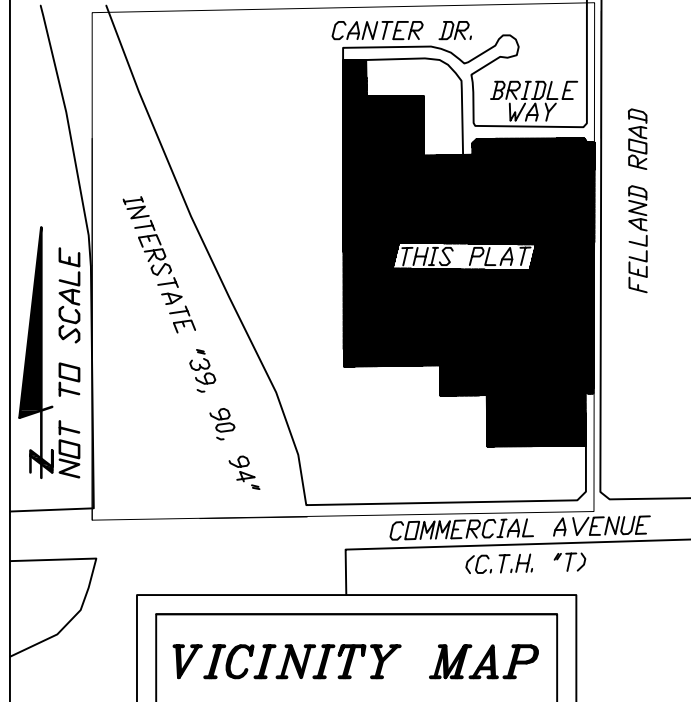 CANTER DR.
BRIDLE
WAY
FELLAND ROAD
INTERSTATE "39, 90, 94"
THIS PLAT
NOT TO SCALE
N
COMMERCIAL AVENUE
(C.T.H. "T)
VICINITY MAP